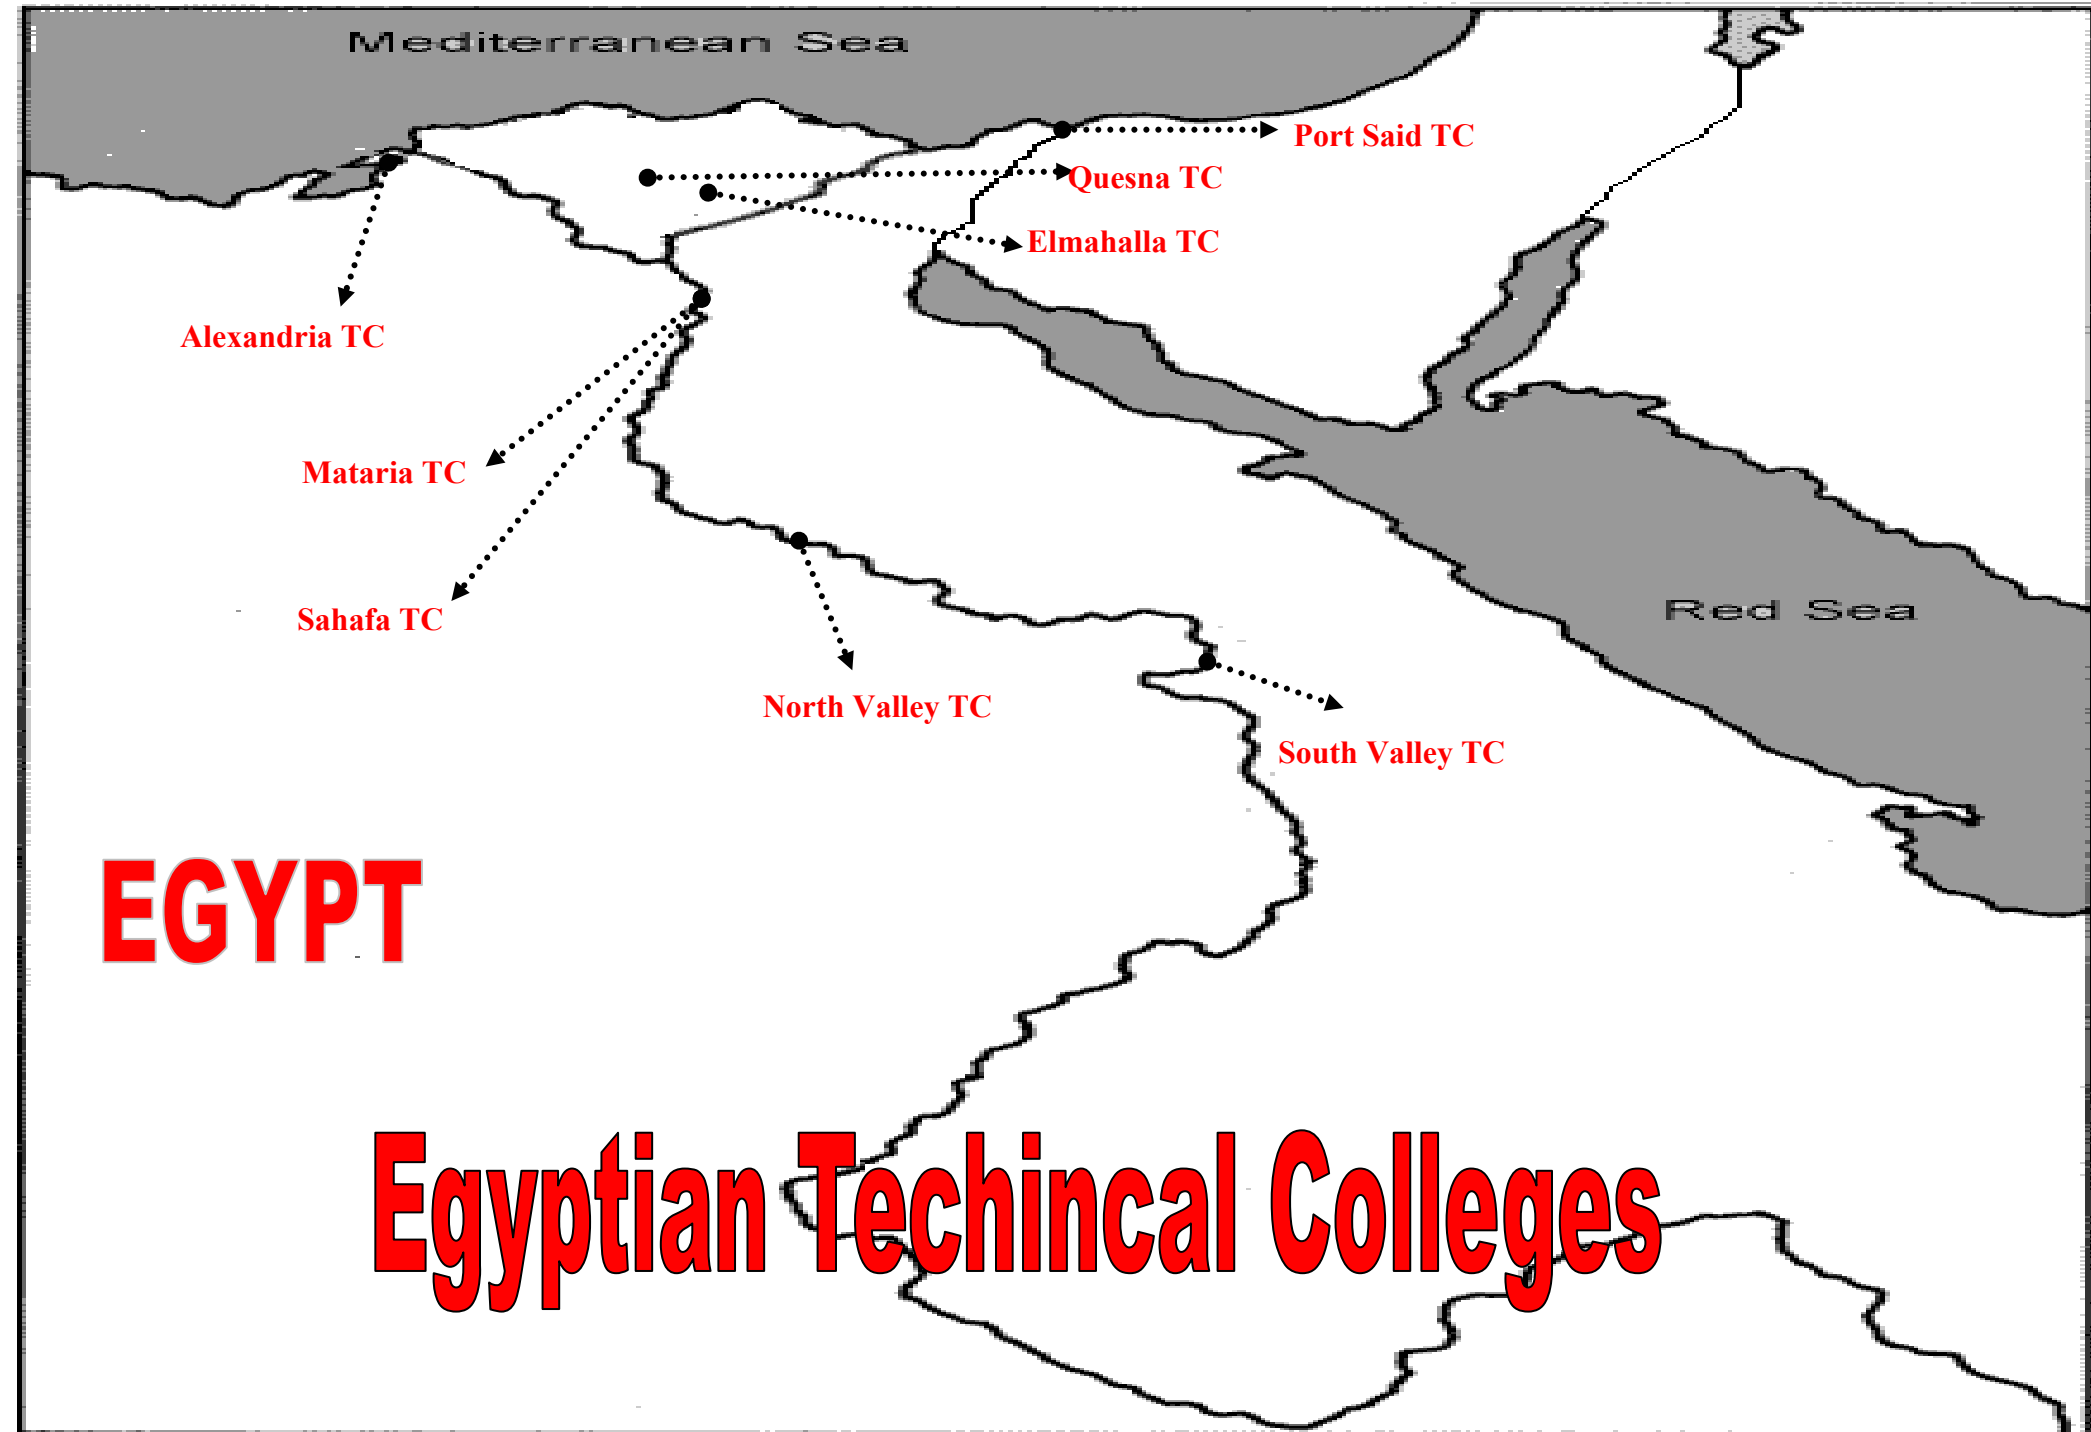 Mediterranean Sea
Port Said TC
Quesna TC
Elmahalla TC
Alexandria TC
Mataria TC
Sahafa TC
Red Sea
North Valley TC
South Valley TC
EGYPT
Egyptian Techincal Colleges